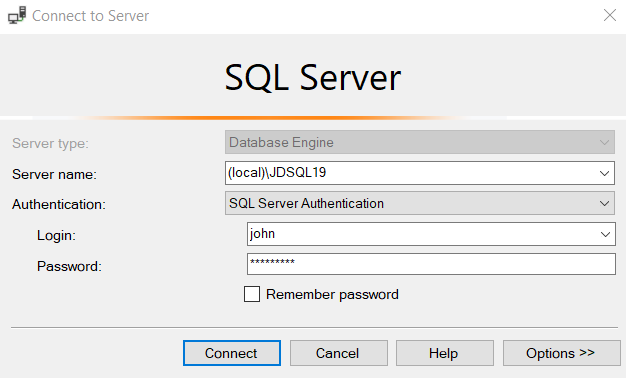 Connect to Server
SQL Server
Server type: Database Engine
Server name: (local)\JDSQL19
Authentication: SQL Server Authentication
Login: john
Password: *********
Remember password
Connect Cancel Help Options >>